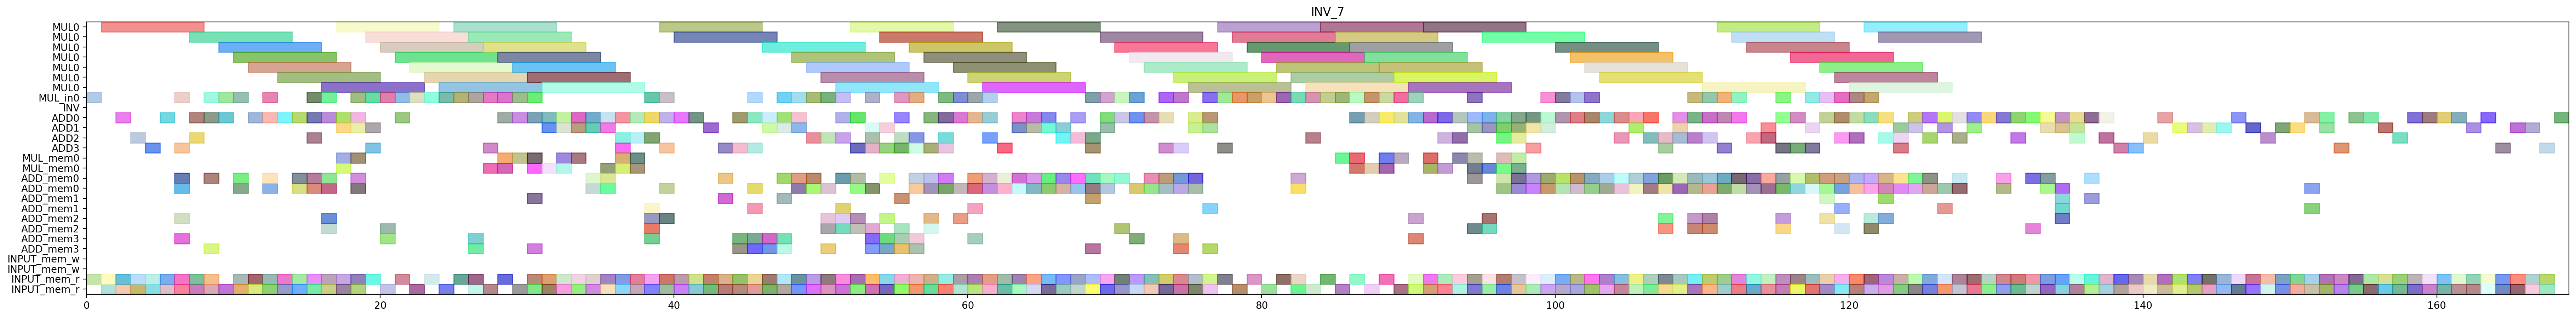 INV_7
MUL0
MUL0
MUL0
MUL0
MUL0
MUL0
MUL0
MUL_in0
INV
ADD0
ADD1
ADD2
ADD3
MUL_mem0
MUL_mem0
ADD_mem0
ADD_mem0
ADD_mem1
ADD_mem1
ADD_mem2
ADD_mem2
ADD_mem3
ADD_mem3
INPUT_mem_w
INPUT_mem_w
INPUT_mem_r
INPUT_mem_r
0 20 40 60 80 100 120 140 160